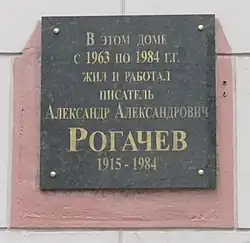 В этом доме
с 1963 по 1984 г.г.
жил и работал
писатель
Александр Александрович
Рогачев
1915 - 1984